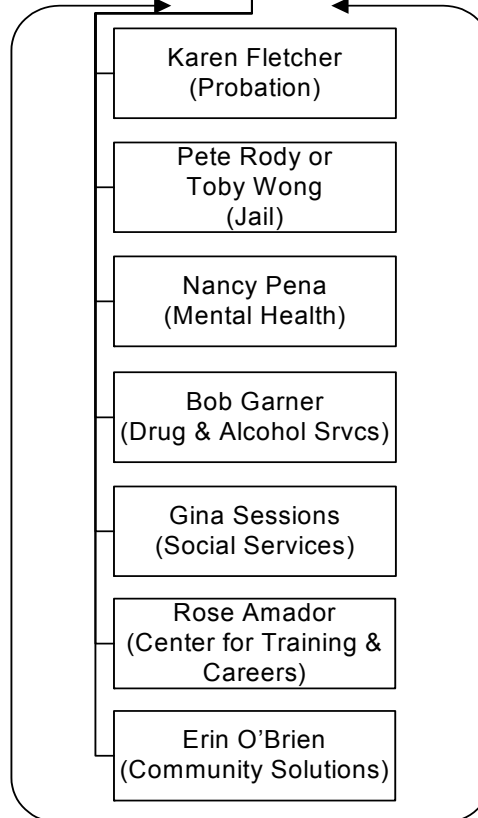 Karen Fletcher
(Probation)
Pete Rody or
Toby Wong
(Jail)
Nancy Pena
(Mental Health)
Bob Garner
(Drug & Alcohol Srvcs)
Gina Sessions
(Social Services)
Rose Amador
(Center for Training &
Careers)
Erin O’Brien
(Community Solutions)